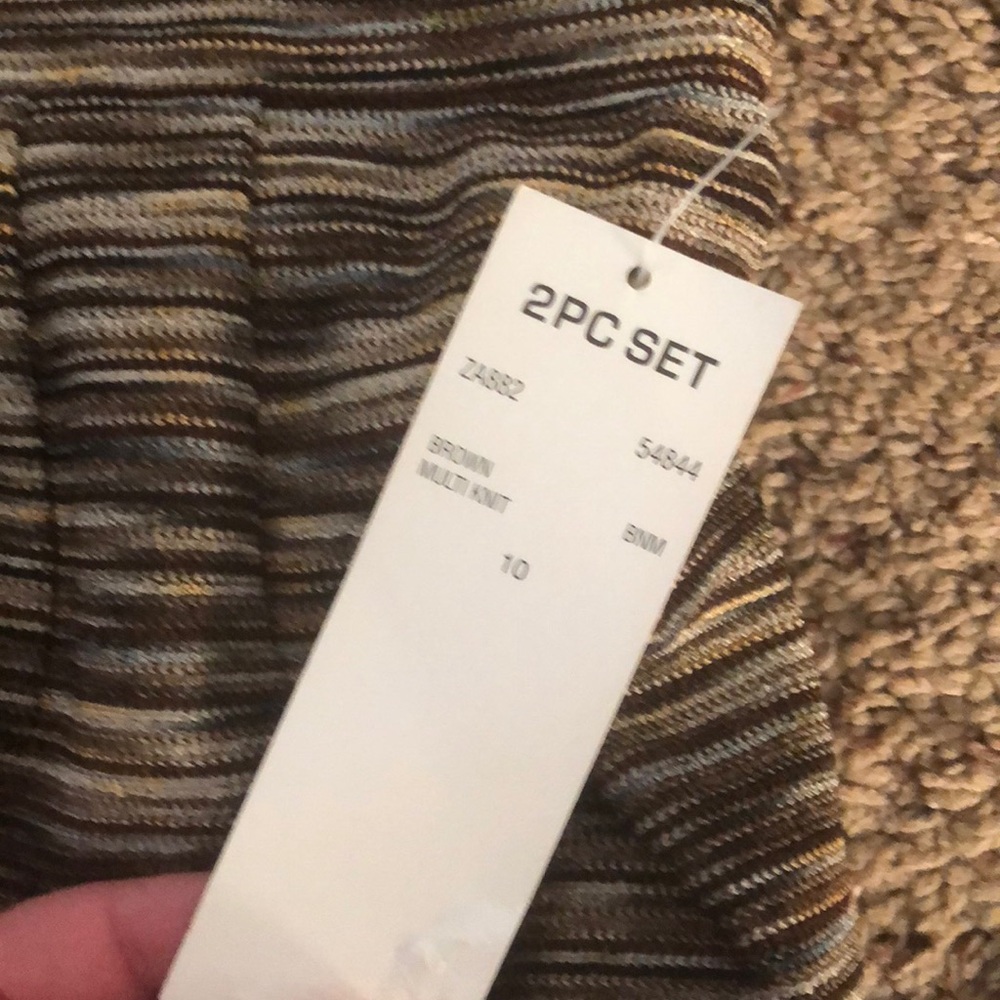 2PC SET
ZA882
54844
BROWN
MULTI KNIT
BNM
10